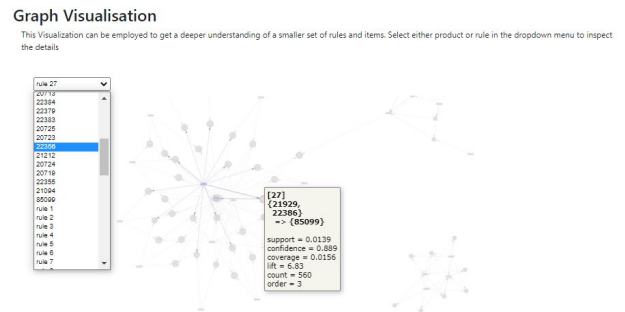 Graph Visualisation
This Visualization can be employed to get a deeper understanding of a smaller set of rules and items. Select either product or rule in the dropdown menu to inspect
the details
rule 27
20713
22384
22379
22383
20725
20723
22356
21212
20724
20719
22355
21094
85099
rule 1
rule 2
rule 3
rule 4
rule 5
rule 6
rule 7
[27]
{21929,
22386}
=> {85099}
support = 0.0139
confidence = 0.889
coverage = 0.0156
lift = 6.83
count = 560
order = 3